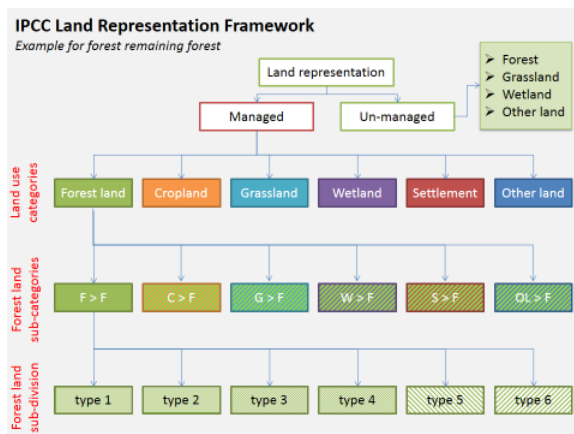 IPCC Land Representation Framework
Example for forest remaining forest
Land representation
Managed
Un-managed
➢ Forest
➢ Grassland
➢ Wetland
➢ Other land
Land use
categories
Forest land
Cropland
Grassland
Wetland
Settlement
Other land
Forest land
sub-categories
F > F
C > F
G > F
W > F
S > F
OL > F
Forest land
sub-division
type 1
type 2
type 3
type 4
type 5
type 6